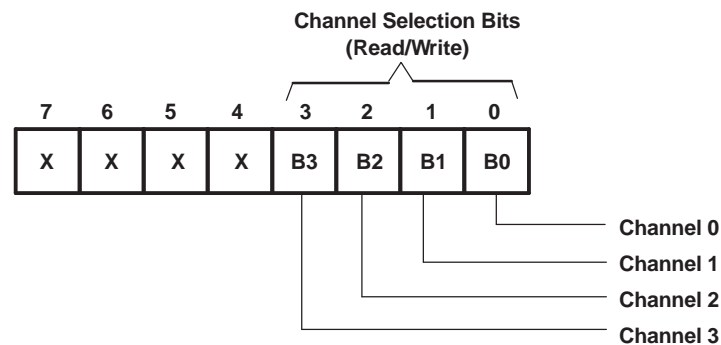 Channel Selection Bits
(Read/Write)
7 6 5 4 3 2 1 0
X X X X B3 B2 B1 B0
Channel 0
Channel 1
Channel 2
Channel 3